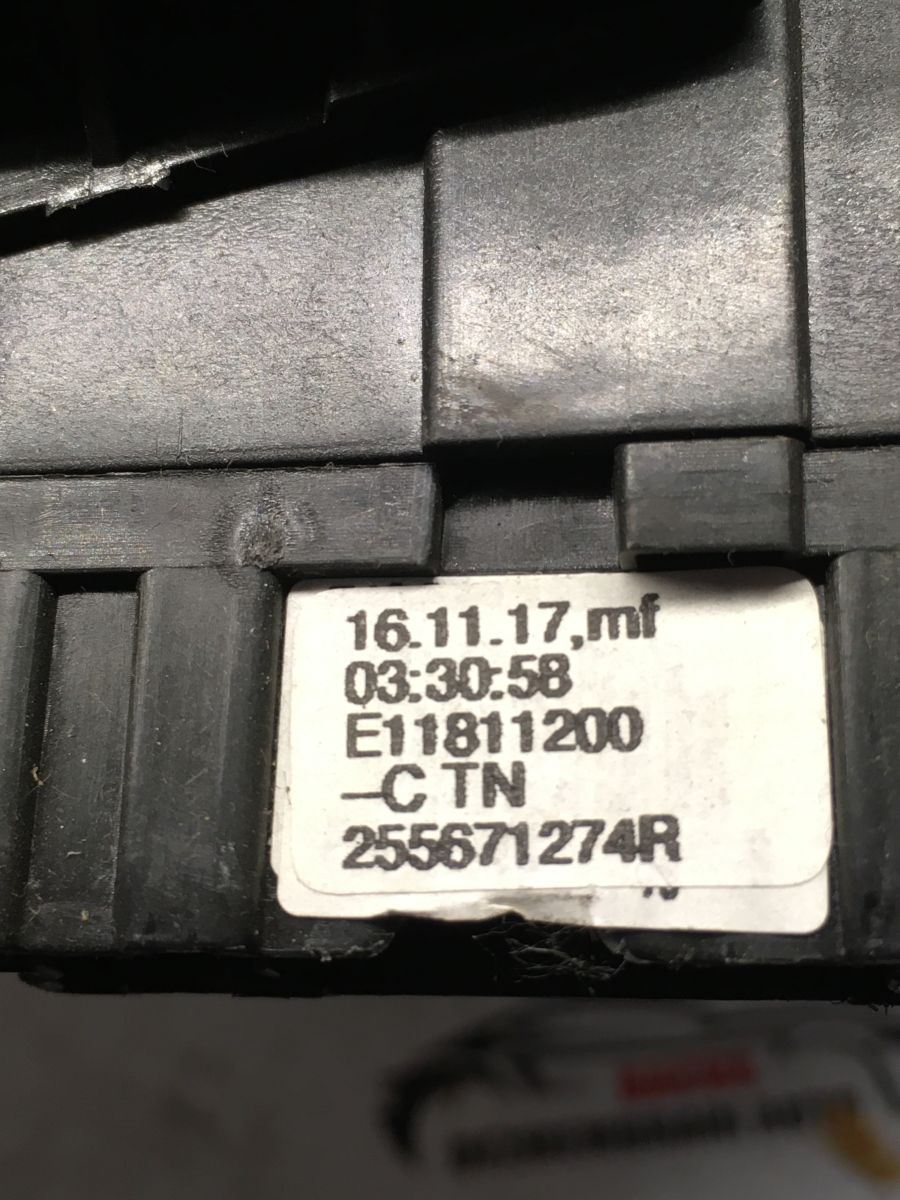 16.11.17,mf
03:30:58
E11811200
-C TN
255671274R